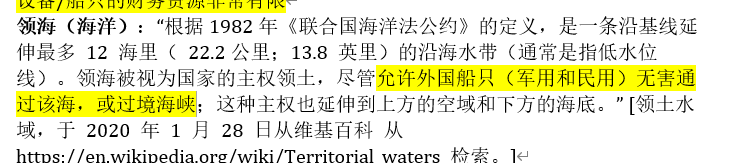 设备/船只的财务资源非常有限
领海（海洋）：“根据 1982 年《联合国海洋法公约》的定义，是一条沿基线延
伸最多 12 海里（ 22.2 公里；13.8 英里）的沿海水带（通常是指低水位
线）。领海被视为国家的主权领土，尽管允许外国船只（军用和民用）无害通
过该海，或过境海峡；这种主权也延伸到上方的空域和下方的海底。” [领土水
域，于 2020 年 1 月 28 日从维基百科 从
https://en.wikipedia.org/wiki/Territorial_waters 检索。]